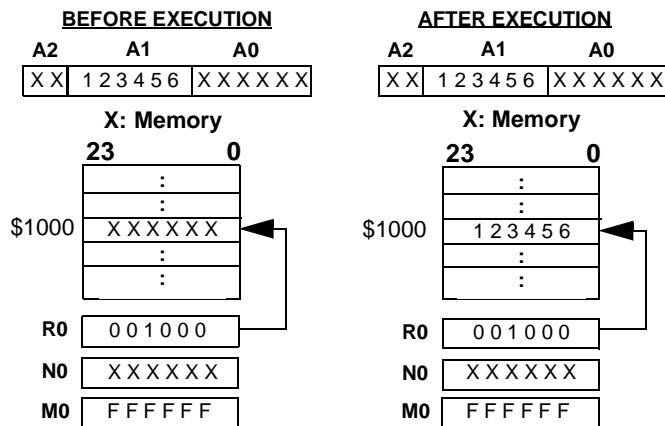 BEFORE EXECUTION
A2 A1 A0
X X 1 2 3 4 5 6 X X X X X X
X: Memory
23 0
:
:
$1000 X X X X X X
:
:
R0 0 0 1 0 0 0
N0 X X X X X X
M0 F F F F F F
AFTER EXECUTION
A2 A1 A0
X X 1 2 3 4 5 6 X X X X X X
X: Memory
23 0
:
:
$1000 1 2 3 4 5 6
:
:
R0 0 0 1 0 0 0
N0 X X X X X X
M0 F F F F F F